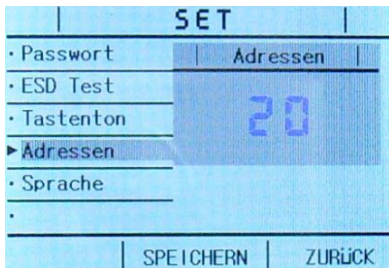 SET
Passwort
Adressen
ESD Test
20
Tastenton
Adressen
Sprache
SPEICHERN
ZURÜCK